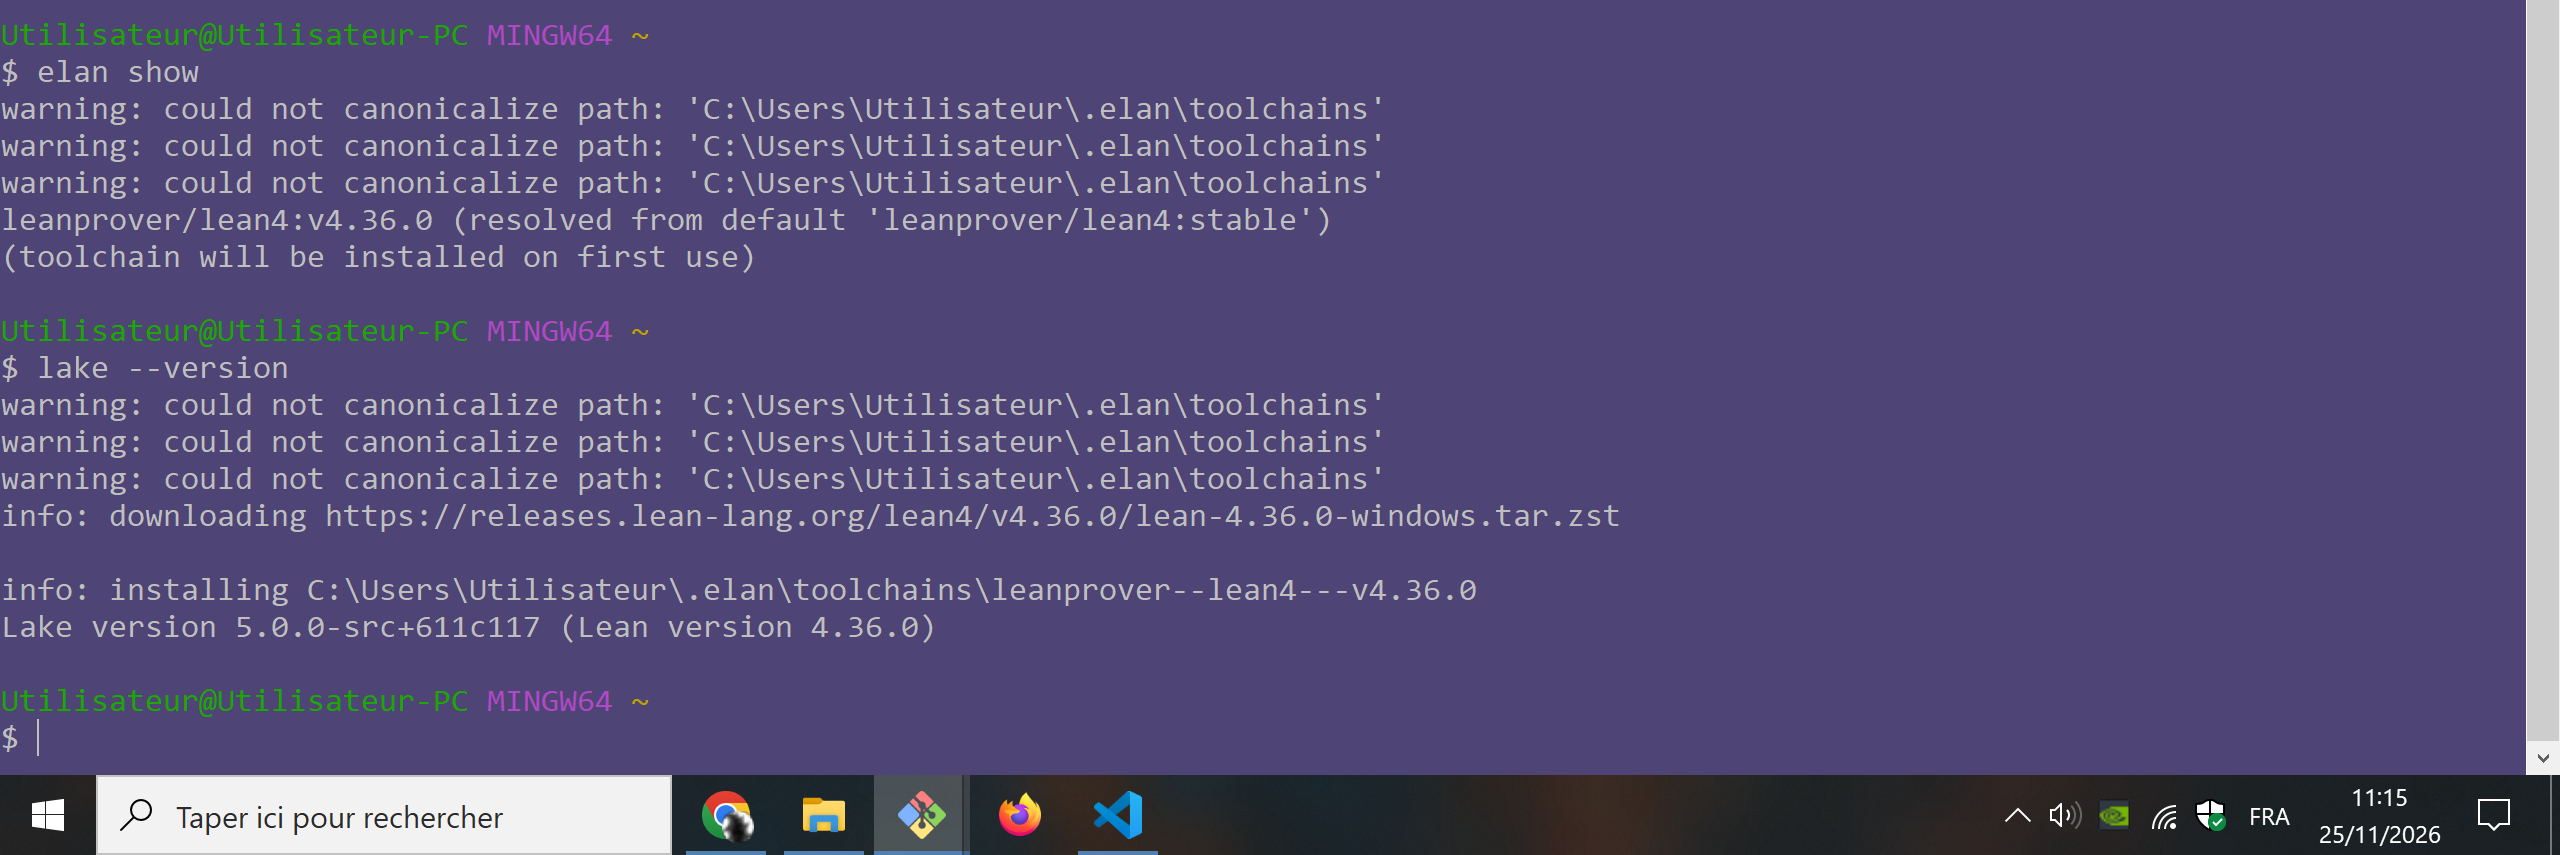 Utilisateur@Utilisateur-PC MINGW64 ~
$ elan show
warning: could not canonicalize path: 'C:\Users\Utilisateur\.elan\toolchains'
warning: could not canonicalize path: 'C:\Users\Utilisateur\.elan\toolchains'
warning: could not canonicalize path: 'C:\Users\Utilisateur\.elan\toolchains'
leanprover/lean4:v4.36.0 (resolved from default 'leanprover/lean4:stable')
(toolchain will be installed on first use)
Utilisateur@Utilisateur-PC MINGW64 ~
$ lake --version
warning: could not canonicalize path: 'C:\Users\Utilisateur\.elan\toolchains'
warning: could not canonicalize path: 'C:\Users\Utilisateur\.elan\toolchains'
warning: could not canonicalize path: 'C:\Users\Utilisateur\.elan\toolchains'
info: downloading https://releases.lean-lang.org/lean4/v4.36.0/lean-4.36.0-windows.tar.zst
info: installing C:\Users\Utilisateur\.elan\toolchains\leanprover--lean4---v4.36.0
Lake version 5.0.0-src+611c117 (Lean version 4.36.0)
Utilisateur@Utilisateur-PC MINGW64 ~
$
Taper ici pour rechercher
FRA
11:15
25/11/2026